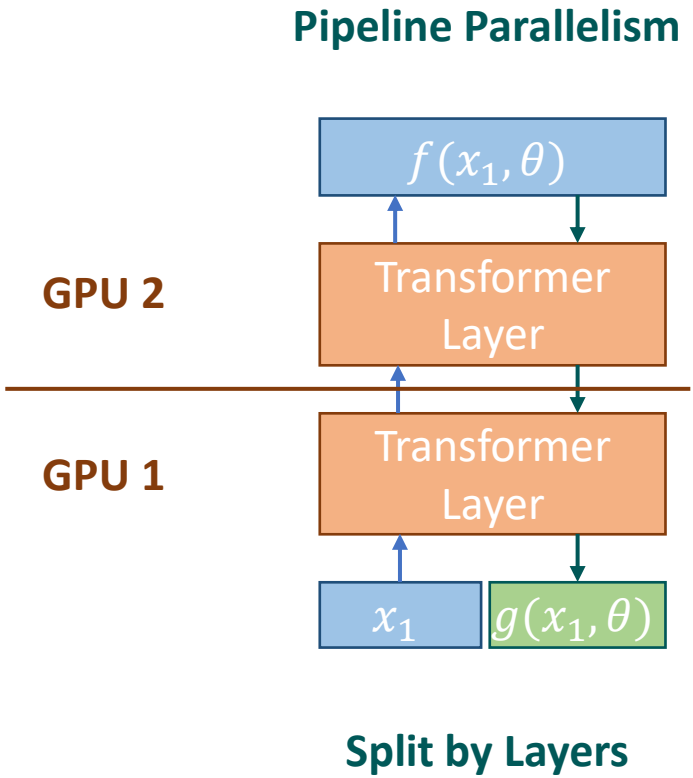 Pipeline Parallelism
f(x₁, θ)
GPU 2
Transformer
Layer
GPU 1
Transformer
Layer
x₁
g(x₁, θ)
Split by Layers